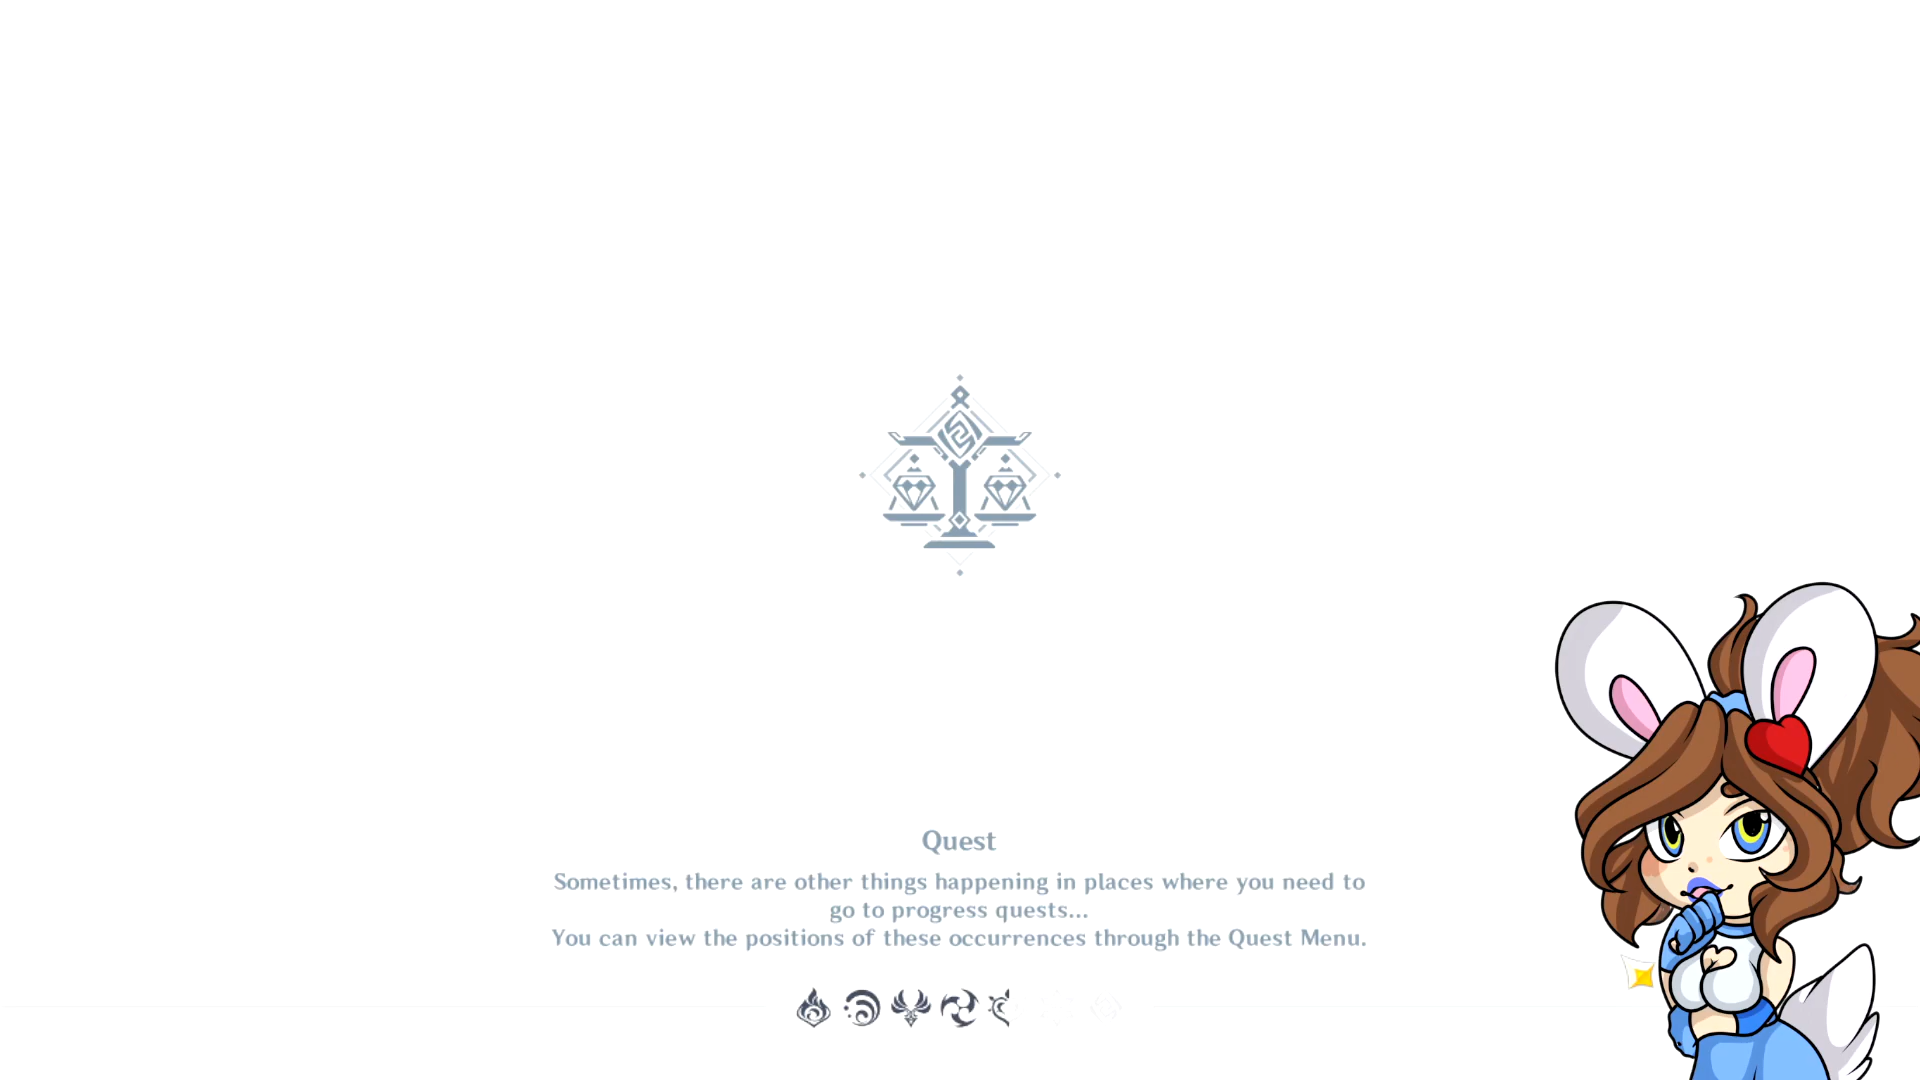 Quest
Sometimes, there are other things happening in places where you need to
go to progress quests...
You can view the positions of these occurrences through the Quest Menu.